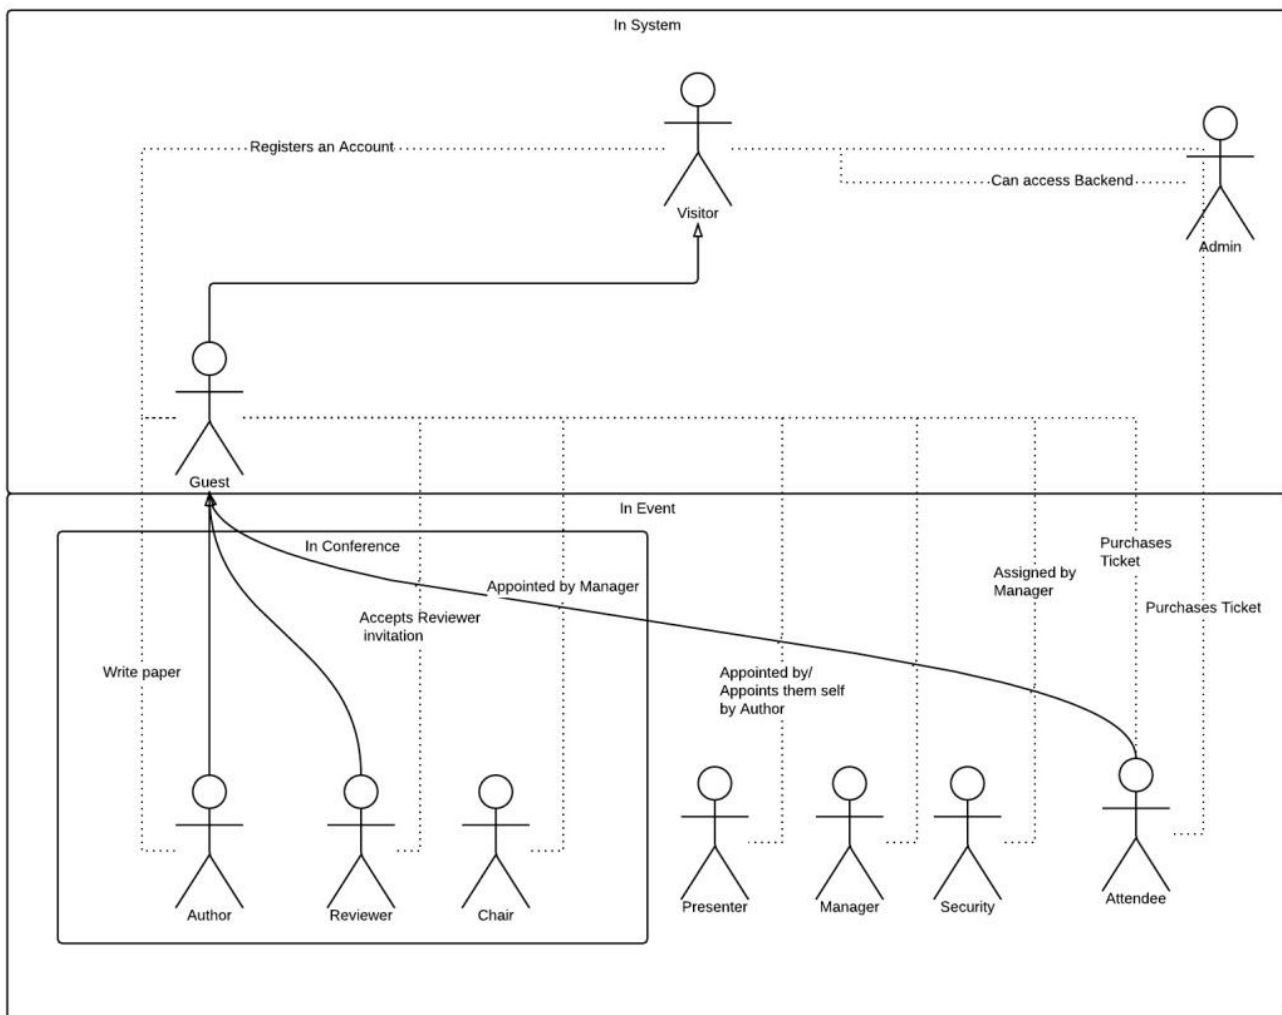 In System
Registers an Account
Can access Backend
Visitor
Admin
Guest
In Event
In Conference
Purchases
Ticket
Assigned by
Manager
Appointed by Manager
Purchases Ticket
Accepts Reviewer
invitation
Write paper
Appointed by/
Appoints them self
by Author
Author
Reviewer
Chair
Presenter
Manager
Security
Attendee